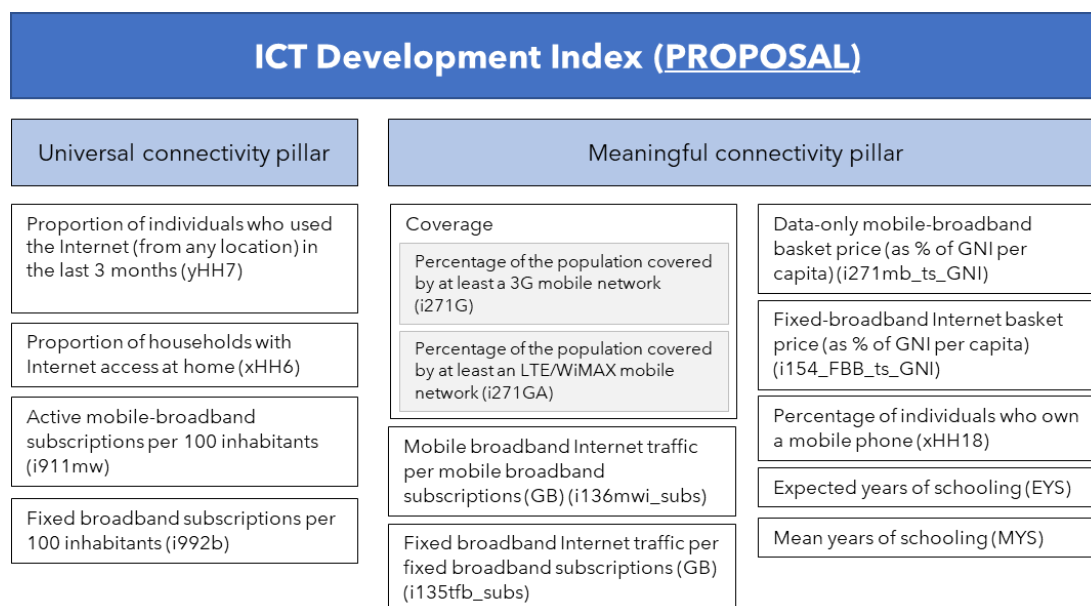 ICT Development Index (PROPOSAL)
Universal connectivity pillar
Proportion of individuals who used
the Internet (from any location) in
the last 3 months (yHH7)
Proportion of households with
Internet access at home (xHH6)
Active mobile-broadband
subscriptions per 100 inhabitants
(i911mw)
Fixed broadband subscriptions per
100 inhabitants (i992b)
Meaningful connectivity pillar
Coverage
Percentage of the population covered
by at least a 3G mobile network
(i271G)
Percentage of the population covered
by at least an LTE/WiMAX mobile
network (i271GA)
Mobile broadband Internet traffic
per mobile broadband
subscriptions (GB) (i136mwi_subs)
Fixed broadband Internet traffic per
fixed broadband subscriptions (GB)
(i135tfb_subs)
Data-only mobile-broadband
basket price (as % of GNI per
capita) (i271mb_ts_GNI)
Fixed-broadband Internet basket
price (as % of GNI per capita)
(i154_FBB_ts_GNI)
Percentage of individuals who own
a mobile phone (xHH18)
Expected years of schooling (EYS)
Mean years of schooling (MYS)